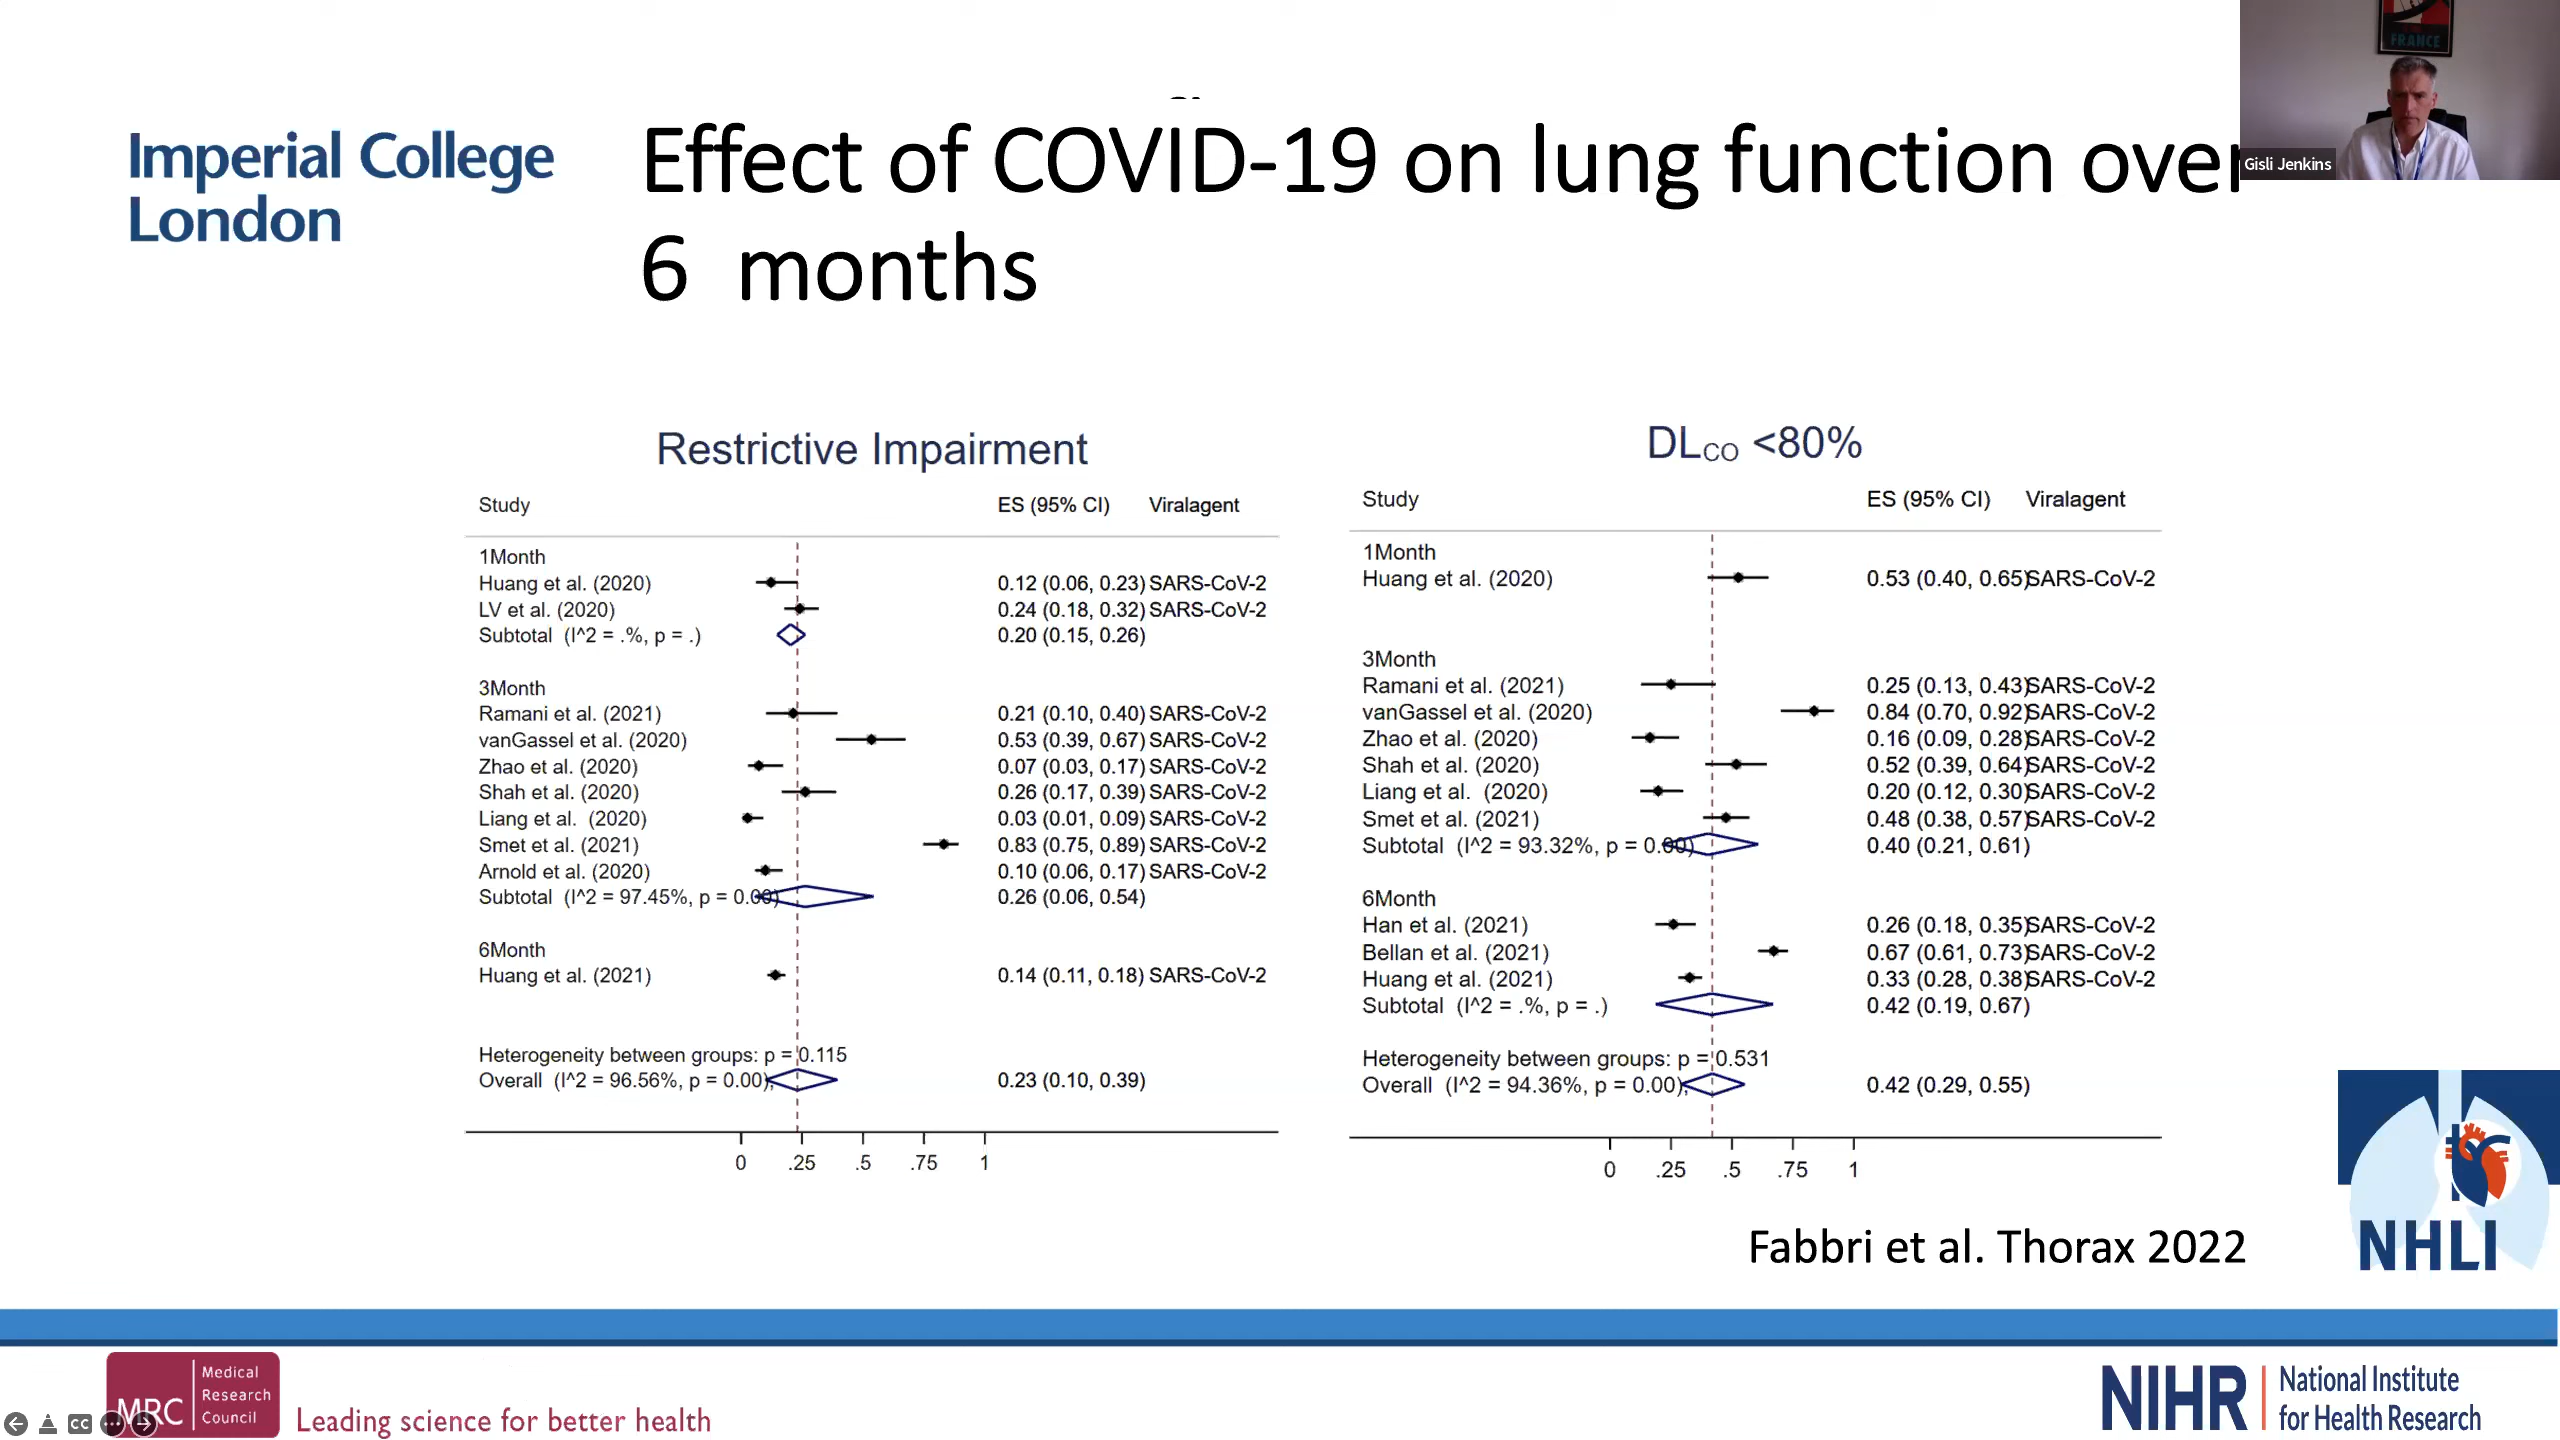 FRANCE
Gisli Jenkins
Imperial College
London
Effect of COVID-19 on lung function over
6 months
Restrictive Impairment
Study ES (95% CI) Viralagent
1Month
Huang et al. (2020) 0.12 (0.06, 0.23) SARS-CoV-2
LV et al. (2020) 0.24 (0.18, 0.32) SARS-CoV-2
Subtotal (I^2 = .%, p = .) 0.20 (0.15, 0.26)
3Month
Ramani et al. (2021) 0.21 (0.10, 0.40) SARS-CoV-2
vanGassel et al. (2020) 0.53 (0.39, 0.67) SARS-CoV-2
Zhao et al. (2020) 0.07 (0.03, 0.17) SARS-CoV-2
Shah et al. (2020) 0.26 (0.17, 0.39) SARS-CoV-2
Liang et al. (2020) 0.03 (0.01, 0.09) SARS-CoV-2
Smet et al. (2021) 0.83 (0.75, 0.89) SARS-CoV-2
Arnold et al. (2020) 0.10 (0.06, 0.17) SARS-CoV-2
Subtotal (I^2 = 97.45%, p = 0.00) 0.26 (0.06, 0.54)
6Month
Huang et al. (2021) 0.14 (0.11, 0.18) SARS-CoV-2
Heterogeneity between groups: p = 0.115
Overall (I^2 = 96.56%, p = 0.00); 0.23 (0.10, 0.39)
0 .25 .5 .75 1
DLCO <80%
Study ES (95% CI) Viralagent
1Month
Huang et al. (2020) 0.53 (0.40, 0.65) SARS-CoV-2
3Month
Ramani et al. (2021) 0.25 (0.13, 0.43) SARS-CoV-2
vanGassel et al. (2020) 0.84 (0.70, 0.92) SARS-CoV-2
Zhao et al. (2020) 0.16 (0.09, 0.28) SARS-CoV-2
Shah et al. (2020) 0.52 (0.39, 0.64) SARS-CoV-2
Liang et al. (2020) 0.20 (0.12, 0.30) SARS-CoV-2
Smet et al. (2021) 0.48 (0.38, 0.57) SARS-CoV-2
Subtotal (I^2 = 93.32%, p = 0.00) 0.40 (0.21, 0.61)
6Month
Han et al. (2021) 0.26 (0.18, 0.35) SARS-CoV-2
Bellan et al. (2021) 0.67 (0.61, 0.73) SARS-CoV-2
Huang et al. (2021) 0.33 (0.28, 0.38) SARS-CoV-2
Subtotal (I^2 = .%, p = .) 0.42 (0.19, 0.67)
Heterogeneity between groups: p = 0.531
Overall (I^2 = 94.36%, p = 0.00); 0.42 (0.29, 0.55)
0 .25 .5 .75 1
Fabbri et al. Thorax 2022
NHLI
MRC
Medical
Research
Council
Leading science for better health
CC
NIHR
National Institute
for Health Research